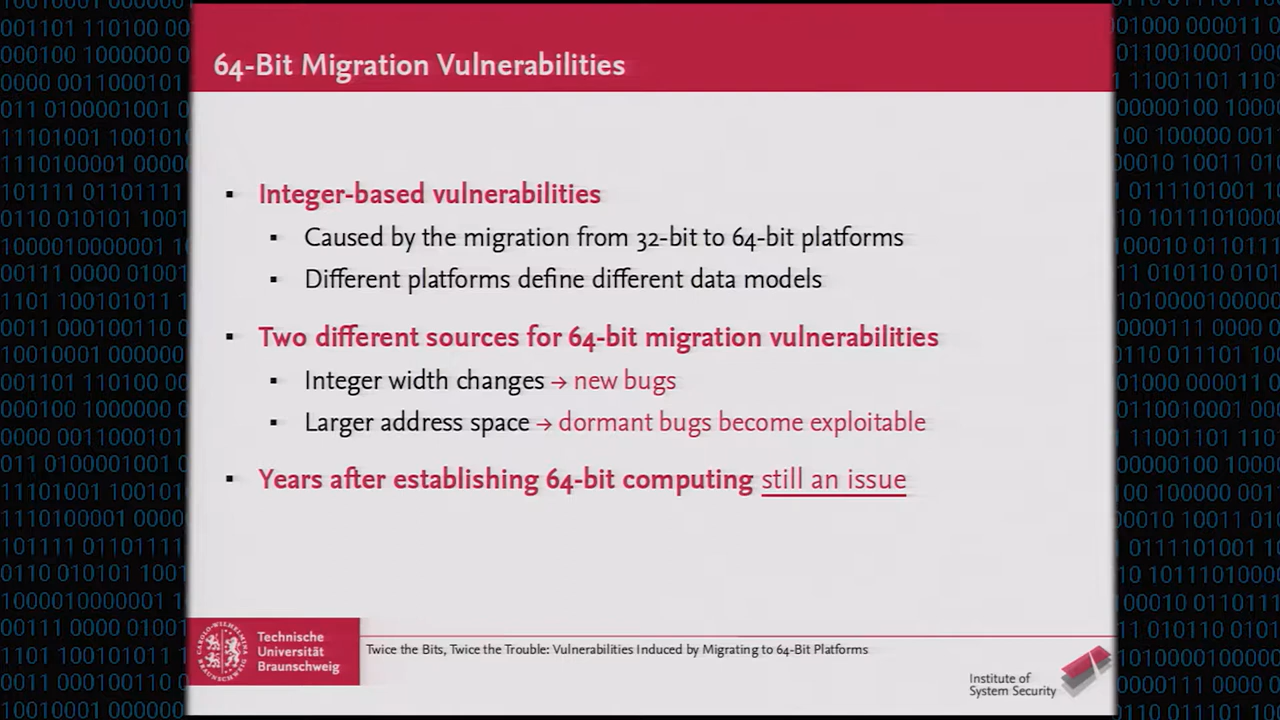 64-Bit Migration Vulnerabilities
▪ Integer-based vulnerabilities
▪ Caused by the migration from 32-bit to 64-bit platforms
▪ Different platforms define different data models
▪ Two different sources for 64-bit migration vulnerabilities
▪ Integer width changes → new bugs
▪ Larger address space → dormant bugs become exploitable
▪ Years after establishing 64-bit computing still an issue
Technische
Universität
Braunschweig
Twice the Bits, Twice the Trouble: Vulnerabilities Induced by Migrating to 64-Bit Platforms
Institute of
System Security